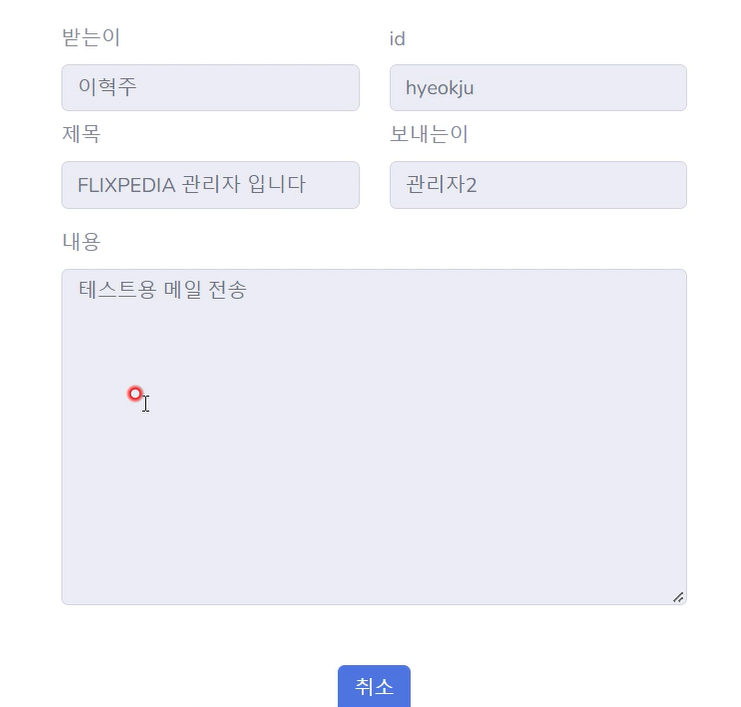 받는이 id
이혁주 hyeokju
제목 보내는이
FLIXPEDIA 관리자 입니다 관리자2
내용
테스트용 메일 전송
취소